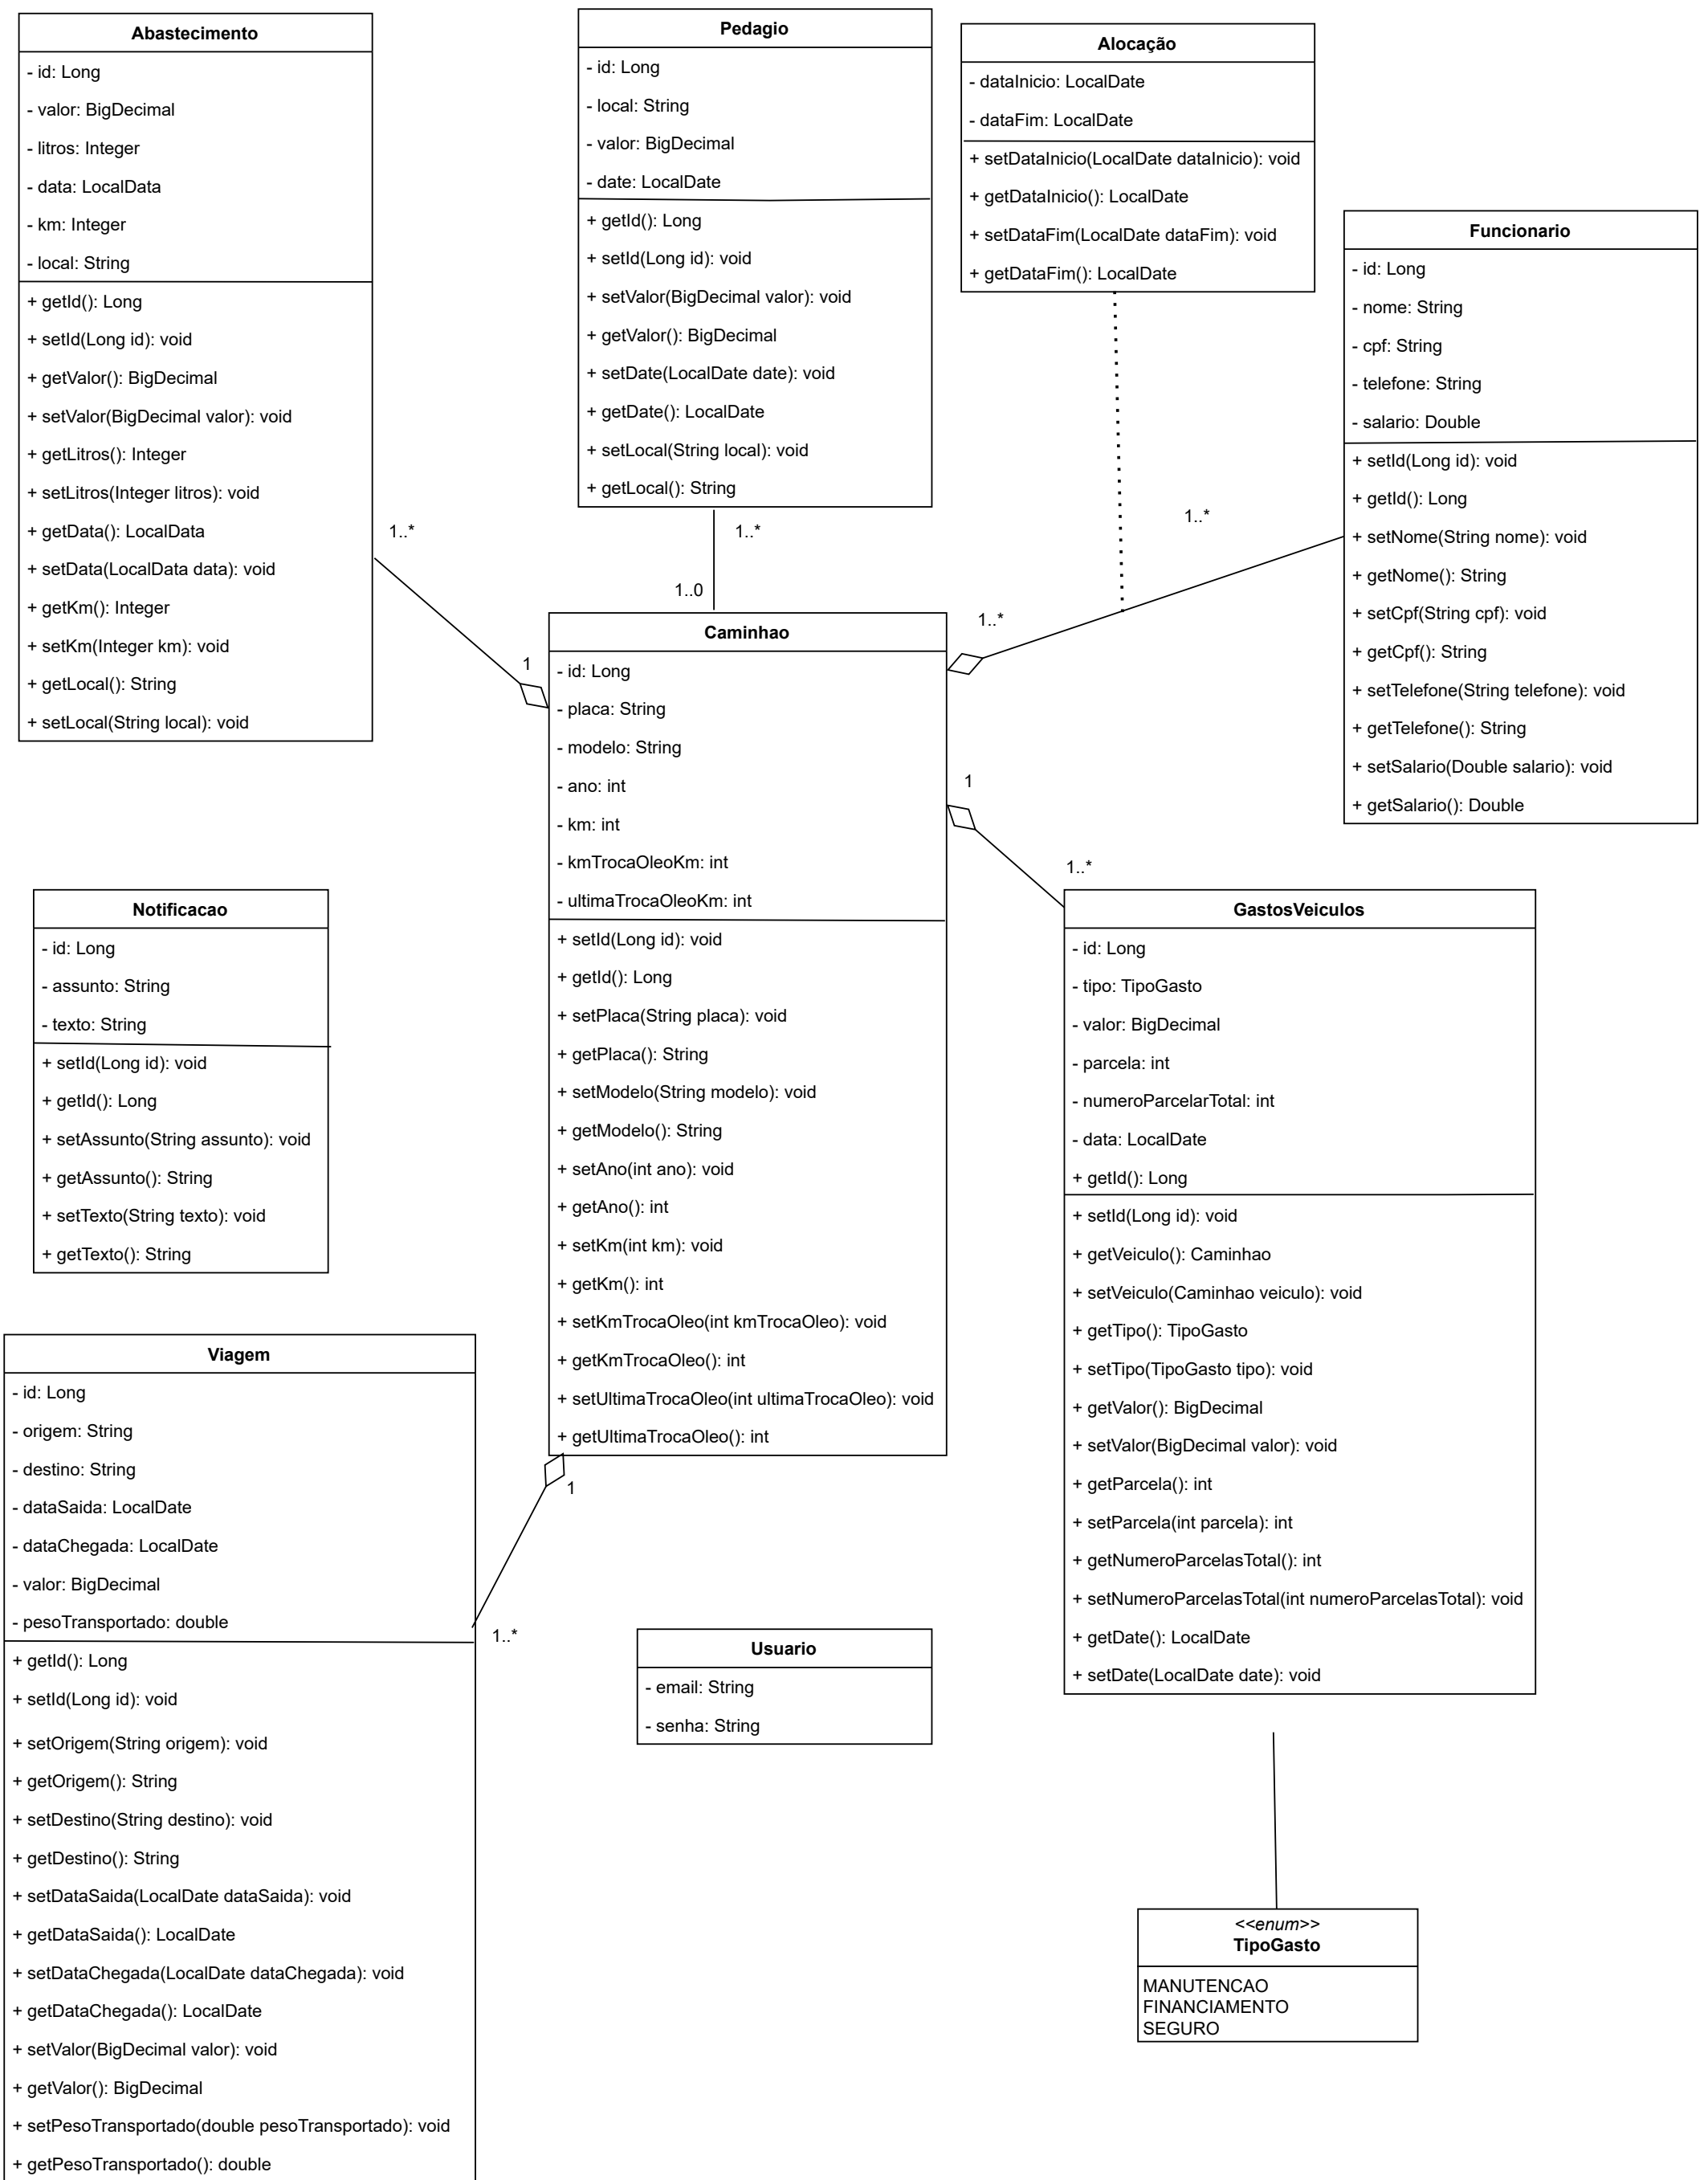 Abastecimento
- id: Long
- valor: BigDecimal
- litros: Integer
- data: LocalData
- km: Integer
- local: String
+ getId(): Long
+ setId(Long id): void
+ getValor(): BigDecimal
+ setValor(BigDecimal valor): void
+ getLitros(): Integer
+ setLitros(Integer litros): void
+ getData(): LocalData
+ setData(LocalData data): void
+ getKm(): Integer
+ setKm(Integer km): void
+ getLocal(): String
+ setLocal(String local): void
1..*
1
Pedagio
- id: Long
- local: String
- valor: BigDecimal
- date: LocalDate
+ getId(): Long
+ setId(Long id): void
+ setValor(BigDecimal valor): void
+ getValor(): BigDecimal
+ setDate(LocalDate date): void
+ getDate(): LocalDate
+ setLocal(String local): void
+ getLocal(): String
1..*
1..0
Alocação
- dataInicio: LocalDate
- dataFim: LocalDate
+ setDataInicio(LocalDate dataInicio): void
+ getDataInicio(): LocalDate
+ setDataFim(LocalDate dataFim): void
+ getDataFim(): LocalDate
Funcionario
- id: Long
- nome: String
- cpf: String
- telefone: String
- salario: Double
+ setId(Long id): void
+ getId(): Long
+ setNome(String nome): void
+ getNome(): String
+ setCpf(String cpf): void
+ getCpf(): String
+ setTelefone(String telefone): void
+ getTelefone(): String
+ setSalario(Double salario): void
+ getSalario(): Double
1..*
1..*
Caminhao
- id: Long
- placa: String
- modelo: String
- ano: int
- km: int
- kmTrocaOleoKm: int
- ultimaTrocaOleoKm: int
+ setId(Long id): void
+ getId(): Long
+ setPlaca(String placa): void
+ getPlaca(): String
+ setModelo(String modelo): void
+ getModelo(): String
+ setAno(int ano): void
+ getAno(): int
+ setKm(int km): void
+ getKm(): int
+ setKmTrocaOleo(int kmTrocaOleo): void
+ getKmTrocaOleo(): int
+ setUltimaTrocaOleo(int ultimaTrocaOleo): void
+ getUltimaTrocaOleo(): int
1
1..*
Notificacao
- id: Long
- assunto: String
- texto: String
+ setId(Long id): void
+ getId(): Long
+ setAssunto(String assunto): void
+ getAssunto(): String
+ setTexto(String texto): void
+ getTexto(): String
GastosVeiculos
- id: Long
- tipo: TipoGasto
- valor: BigDecimal
- parcela: int
- numeroParcelarTotal: int
- data: LocalDate
+ getId(): Long
+ setId(Long id): void
+ getVeiculo(): Caminhao
+ setVeiculo(Caminhao veiculo): void
+ getTipo(): TipoGasto
+ setTipo(TipoGasto tipo): void
+ getValor(): BigDecimal
+ setValor(BigDecimal valor): void
+ getParcela(): int
+ setParcela(int parcela): int
+ getNumeroParcelasTotal(): int
+ setNumeroParcelasTotal(int numeroParcelasTotal): void
+ getDate(): LocalDate
+ setDate(LocalDate date): void
Viagem
- id: Long
- origem: String
- destino: String
- dataSaida: LocalDate
- dataChegada: LocalDate
- valor: BigDecimal
- pesoTransportado: double
+ getId(): Long
+ setId(Long id): void
+ setOrigem(String origem): void
+ getOrigem(): String
+ setDestino(String destino): void
+ getDestino(): String
+ setDataSaida(LocalDate dataSaida): void
+ getDataSaida(): LocalDate
+ setDataChegada(LocalDate dataChegada): void
+ getDataChegada(): LocalDate
+ setValor(BigDecimal valor): void
+ getValor(): BigDecimal
+ setPesoTransportado(double pesoTransportado): void
+ getPesoTransportado(): double
1
1..*
Usuario
- email: String
- senha: String
<<enum>>
TipoGasto
MANUTENCAO
FINANCIAMENTO
SEGURO